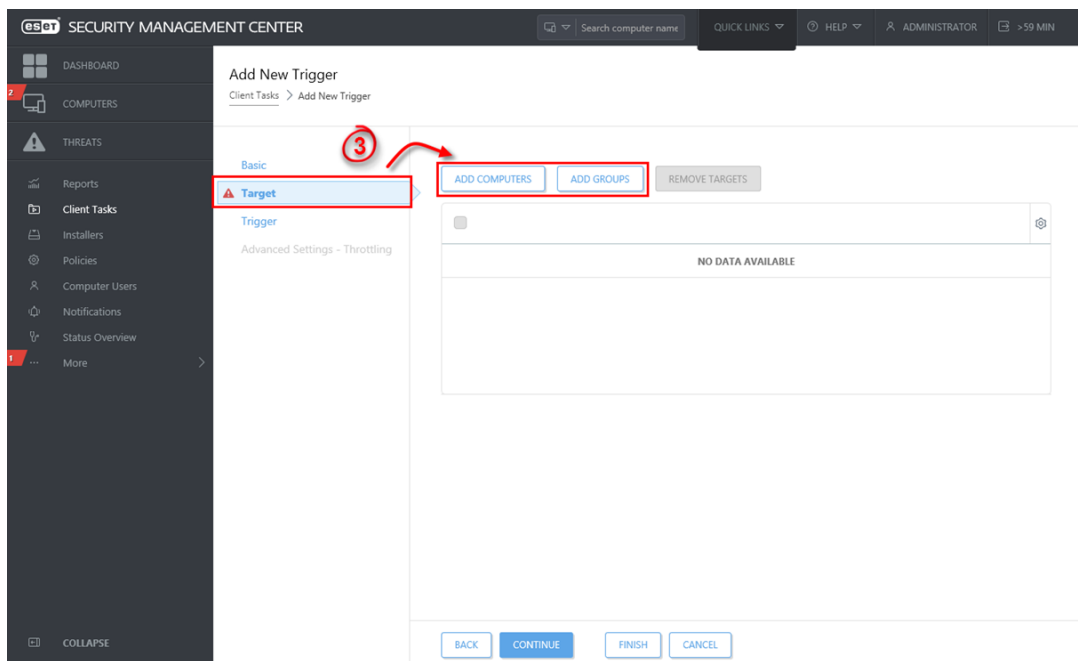 eset SECURITY MANAGEMENT CENTER
Search computer name
QUICK LINKS
HELP
ADMINISTRATOR
>59 MIN
DASHBOARD
2
COMPUTERS
THREATS
Reports
Client Tasks
Installers
Policies
Computer Users
Notifications
Status Overview
1
More
COLLAPSE
Add New Trigger
Client Tasks > Add New Trigger
3
Basic
Target
Trigger
Advanced Settings - Throttling
ADD COMPUTERS
ADD GROUPS
REMOVE TARGETS
NO DATA AVAILABLE
BACK
CONTINUE
FINISH
CANCEL